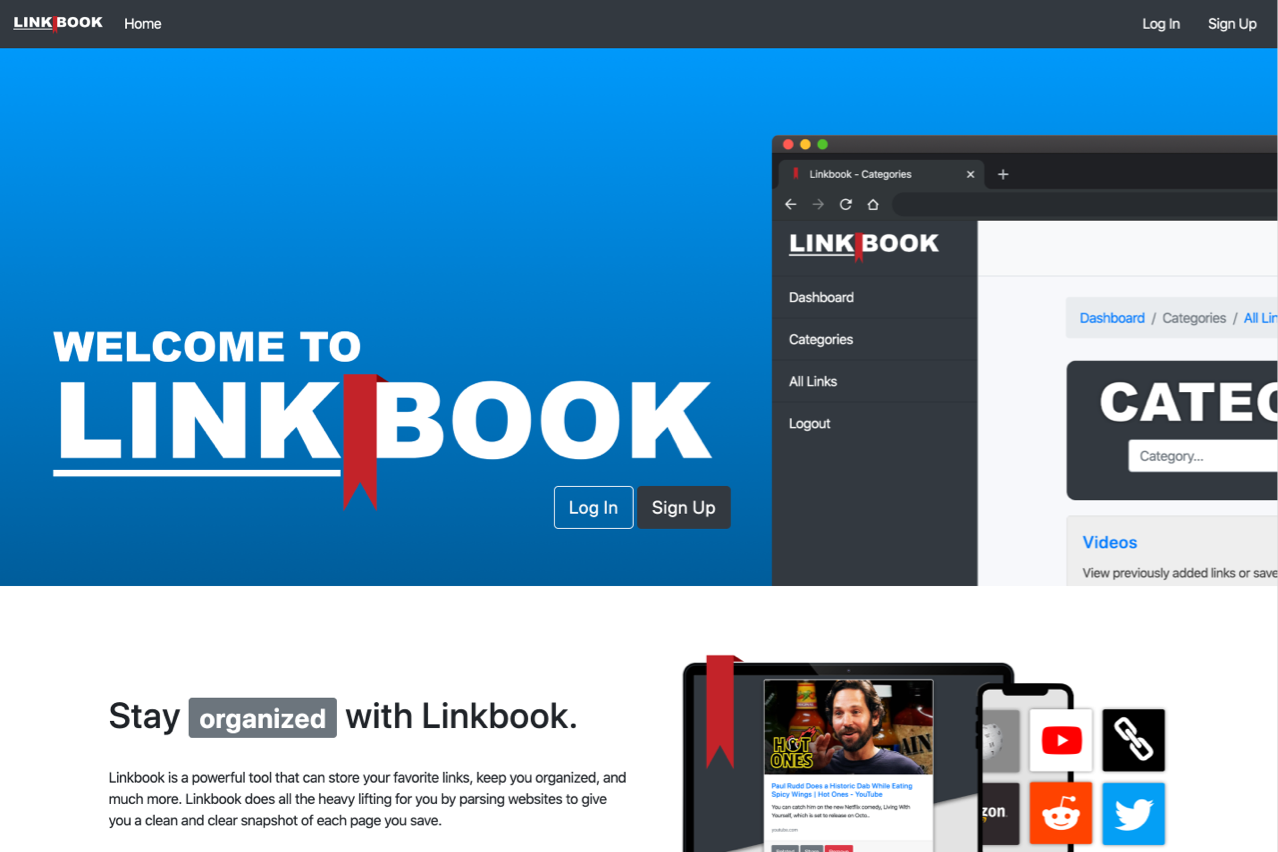 LINKBOOK Home Log In Sign Up
Linkbook - Categories
LINKBOOK
Dashboard
Dashboard / Categories / All Lin
Categories
All Links
Logout
CATEG
Category...
Videos
View previously added links or save
WELCOME TO
LINKBOOK
Log In Sign Up
Stay organized with Linkbook.
Linkbook is a powerful tool that can store your favorite links, keep you organized, and
much more. Linkbook does all the heavy lifting for you by parsing websites to give
you a clean and clear snapshot of each page you save.
HOT
ONES
Paul Rudd Does a Historic Dab While Eating
Spicy Wings | Hot Ones - YouTube
You can catch him on the new Netflix comedy, Living With
Yourself, which is set to release on Octo..
youtube.com
zon